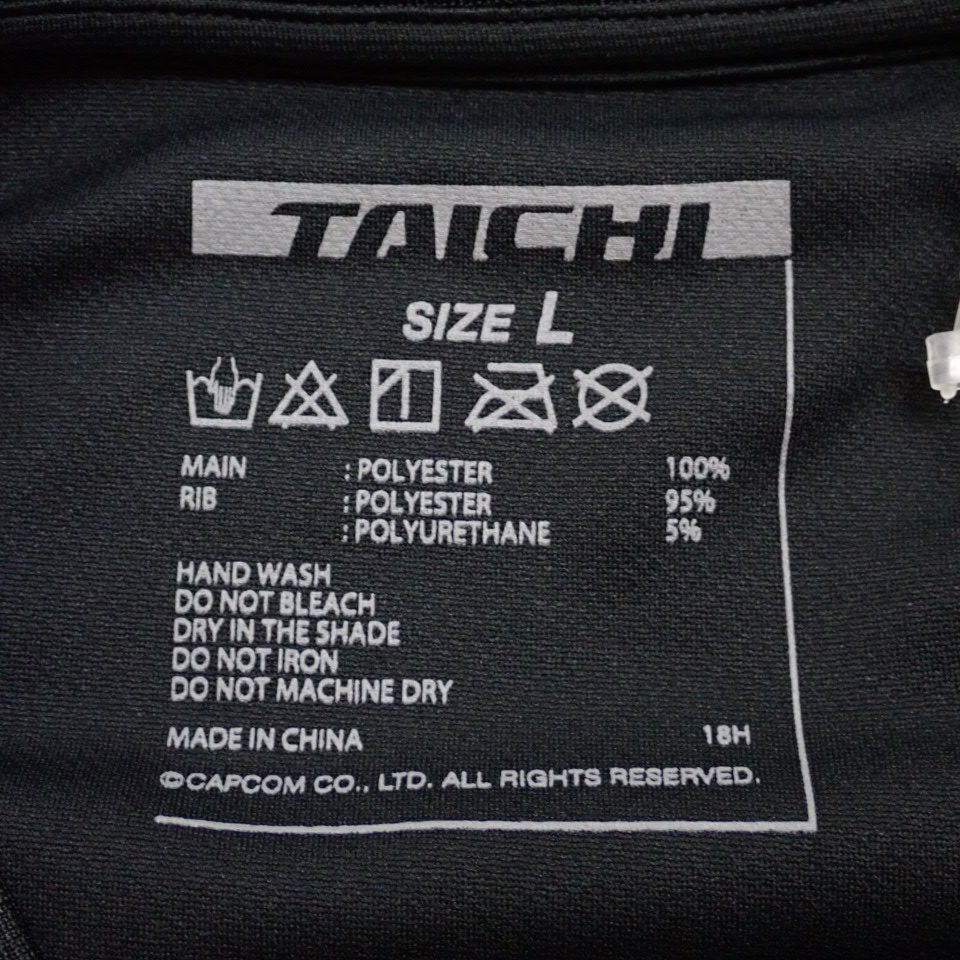 TAICHI
SIZE L
MAIN : POLYESTER 100%
RIB : POLYESTER 95%
: POLYURETHANE 5%
HAND WASH
DO NOT BLEACH
DRY IN THE SHADE
DO NOT IRON
DO NOT MACHINE DRY
MADE IN CHINA 18H
©CAPCOM CO., LTD. ALL RIGHTS RESERVED.